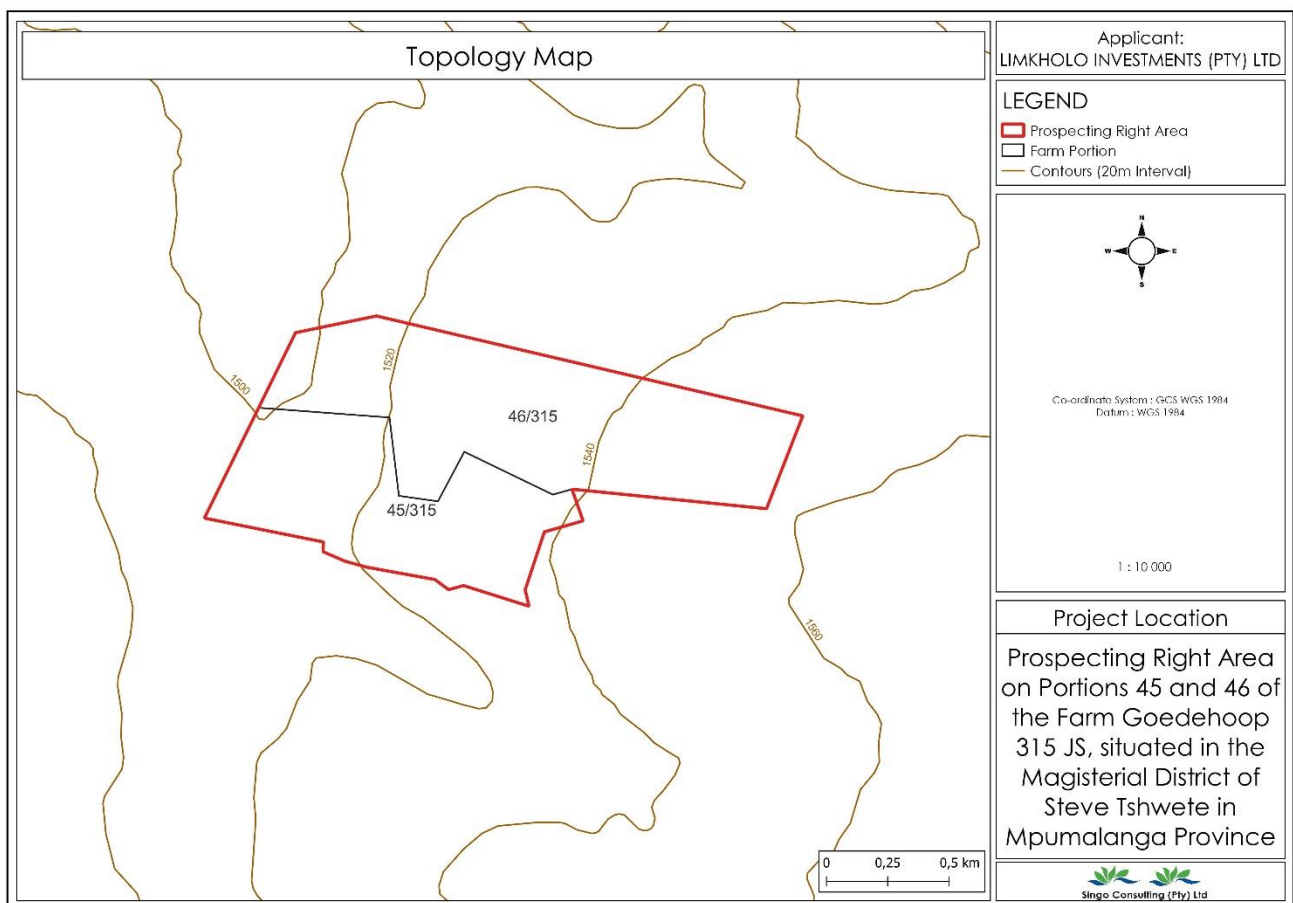 Topology Map
Applicant:
LIMKHOLO INVESTMENTS (PTY) LTD
LEGEND
Prospecting Right Area
Farm Portion
Contours (20m Interval)
N
W
E
S
Co-ordinate System : GCS WGS 1984
Datum : WGS 1984
1 : 10 000
Project Location
Prospecting Right Area
on Portions 45 and 46 of
the Farm Goedehoop
315 JS, situated in the
Magisterial District of
Steve Tshwete in
Mpumalanga Province
Singo Consulting (Pty) Ltd
1500
1520
46/315
1540
45/315
1560
0 0,25 0,5 km